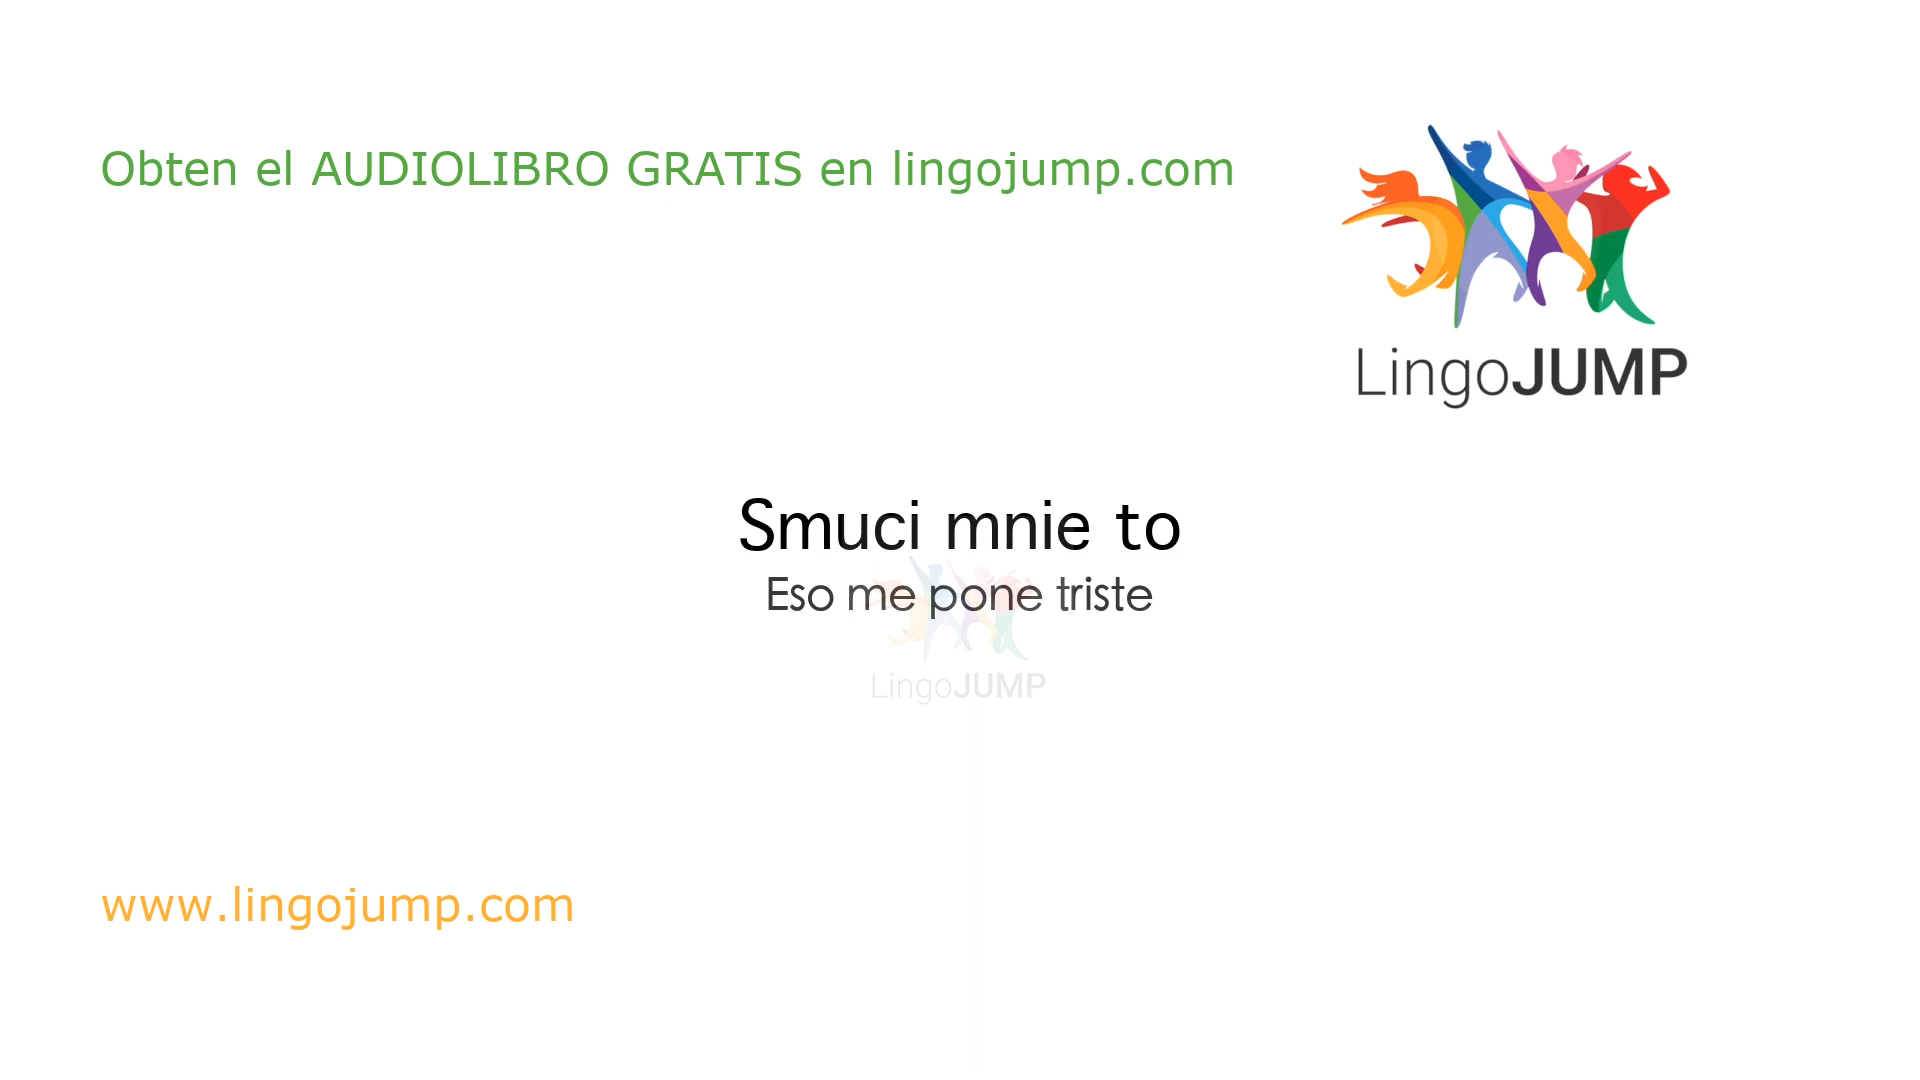 Obten el AUDIOLIBRO GRATIS en lingojump.com
LingoJUMP
Smuci mnie to
Eso me pone triste
LingoJUMP
www.lingojump.com